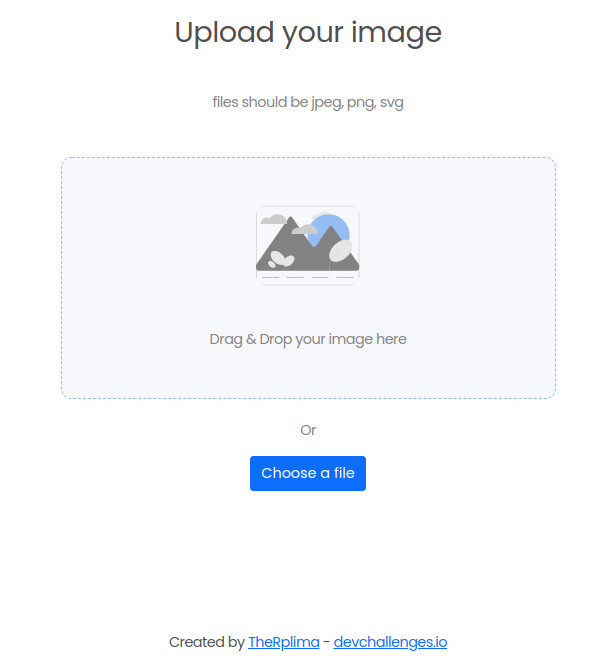 Upload your image
files should be jpeg, png, svg
Drag & Drop your image here
Or
Choose a file
Created by TheRplima - devchallenges.io